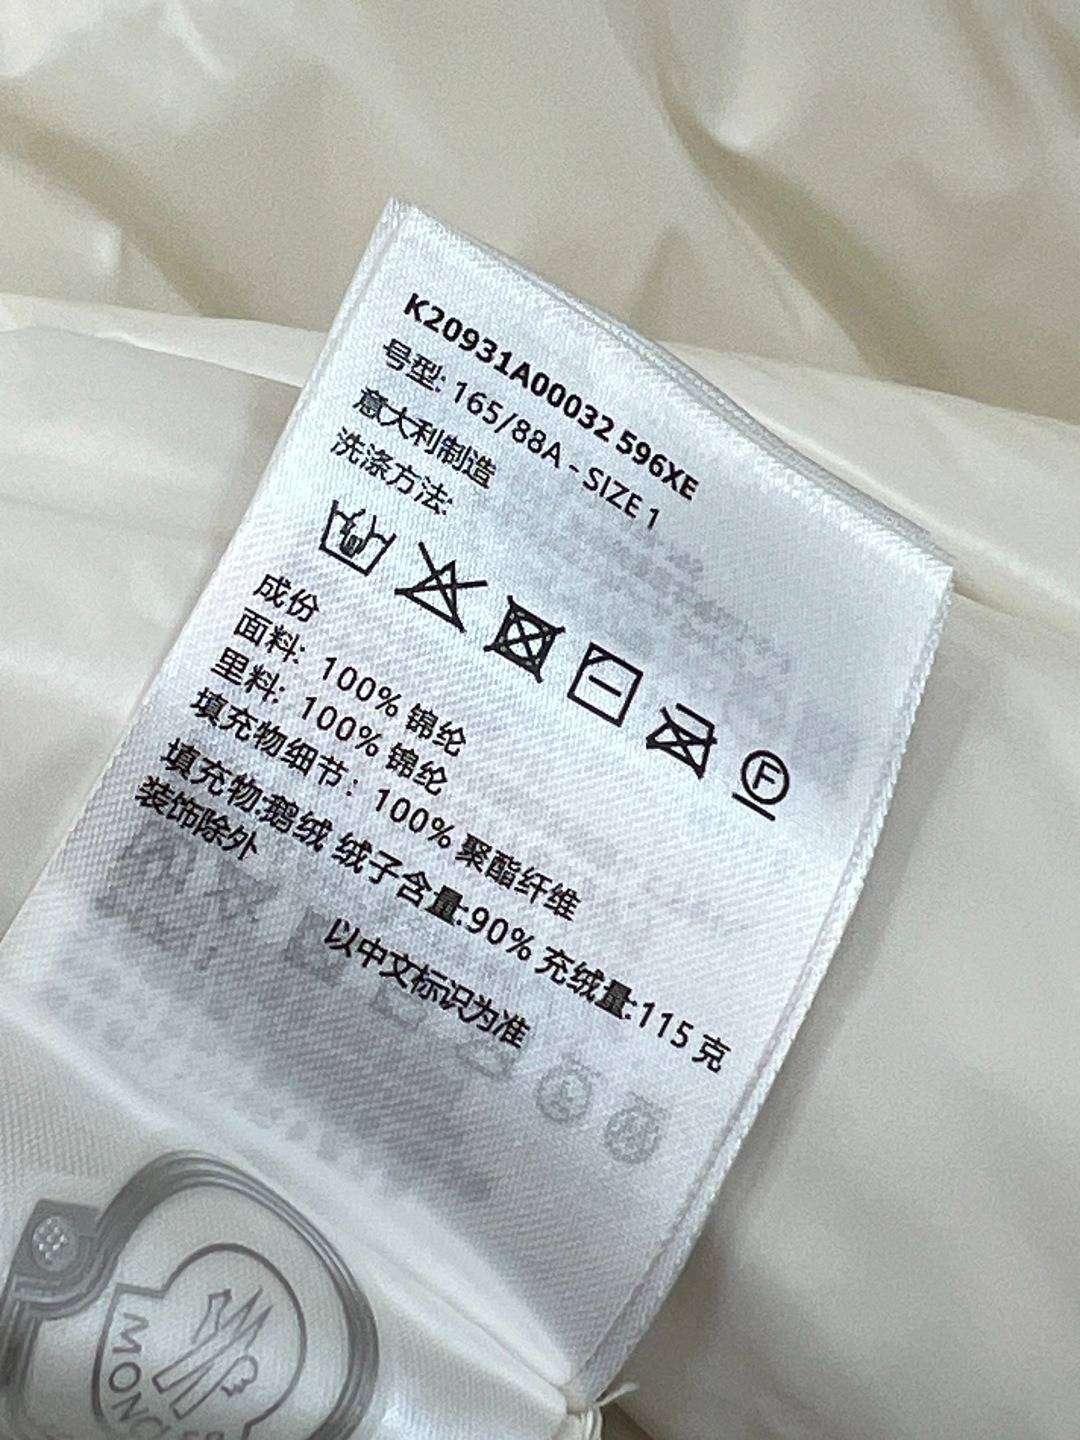 K20931A00032 596XE
号型: 165/88A - SIZE 1
意大利制造
洗涤方法:
F
成份
面料: 100% 锦纶
里料: 100% 锦纶
填充物细节: 100% 聚酯纤维
填充物:鹅绒 绒子含量:90% 充绒量:115 克
装饰除外
以中文标识为准
MONCLER